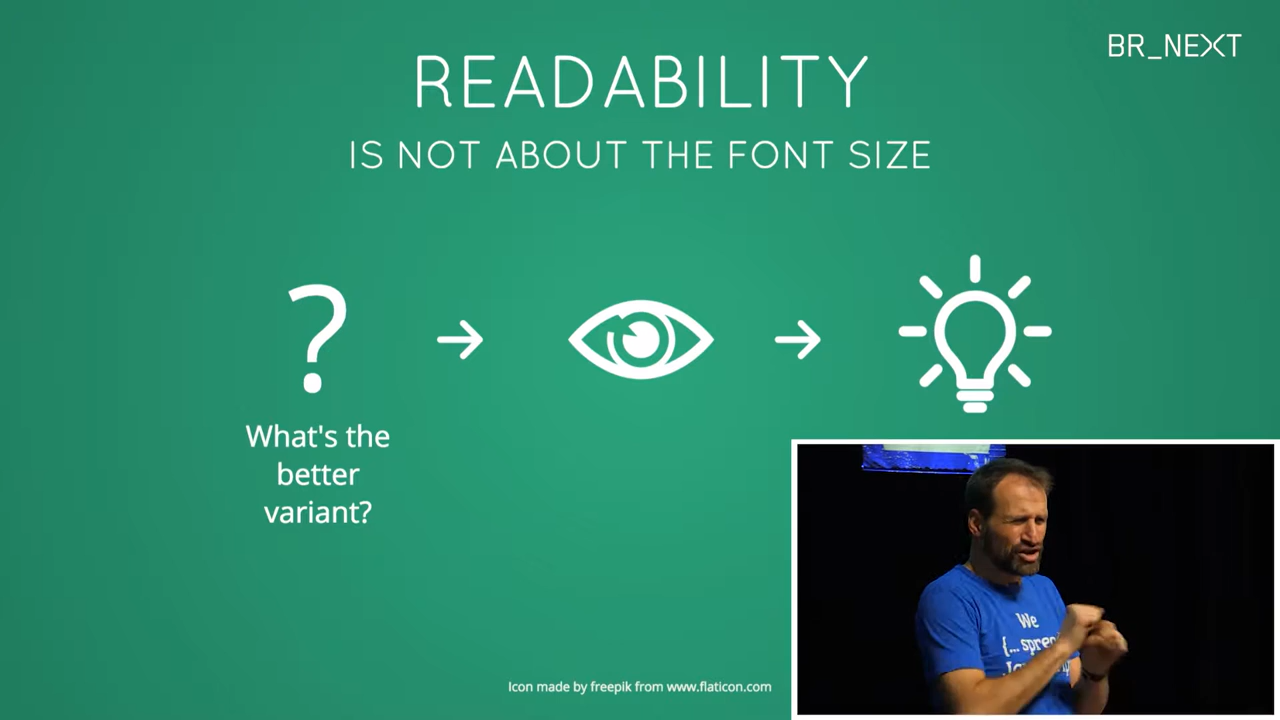 BR_NEXT
READABILITY
IS NOT ABOUT THE FONT SIZE
?
What's the
better
variant?
We
{... spread
Icon made by freepik from www.flaticon.com